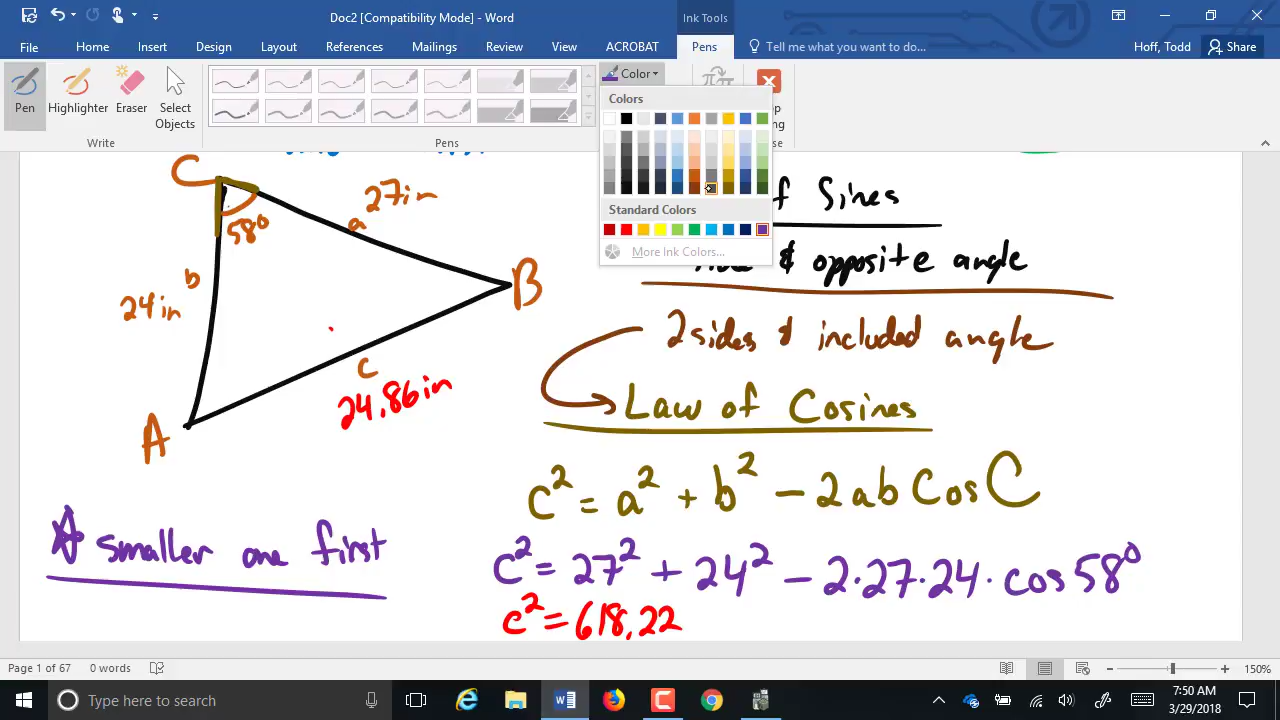 Doc2 [Compatibility Mode] - Word
Ink Tools
File Home Insert Design Layout References Mailings Review View ACROBAT Pens Tell me what you want to do... Hoff, Todd Share
Pen Highlighter Eraser Select Objects
Color
Write Pens
Colors
Standard Colors
More Ink Colors...
C
27in
a
58°
b
24in
B
c
24.86in
A
of Sines
& opposite angle
2 sides & included angle
Law of Cosines
c² = a² + b² - 2ab Cos C
smaller one first
c² = 27² + 24² - 2·27·24·cos58°
c² = 618.22
Page 1 of 67 0 words 150%
Type here to search
7:50 AM
3/29/2018